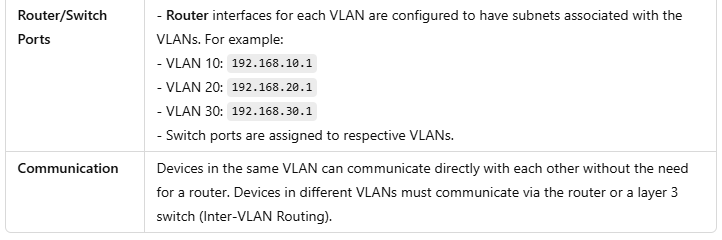 Router/Switch Ports
- Router interfaces for each VLAN are configured to have subnets associated with the
VLANs. For example:
- VLAN 10: 192.168.10.1
- VLAN 20: 192.168.20.1
- VLAN 30: 192.168.30.1
- Switch ports are assigned to respective VLANs.
Communication
Devices in the same VLAN can communicate directly with each other without the need
for a router. Devices in different VLANs must communicate via the router or a layer 3
switch (Inter-VLAN Routing).